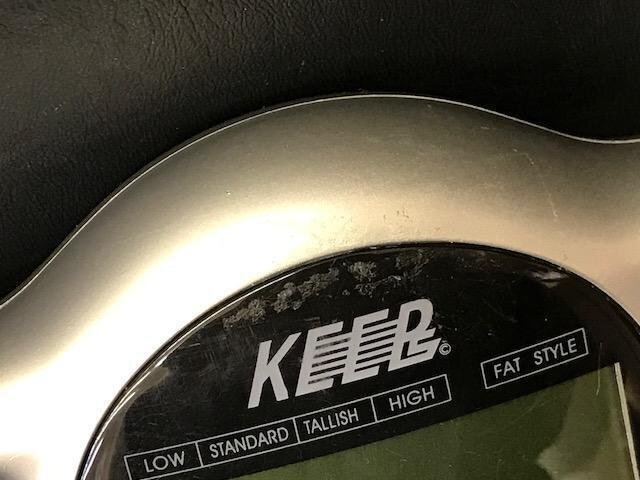 KEEP©
FAT STYLE
LOW STANDARD TALLISH HIGH